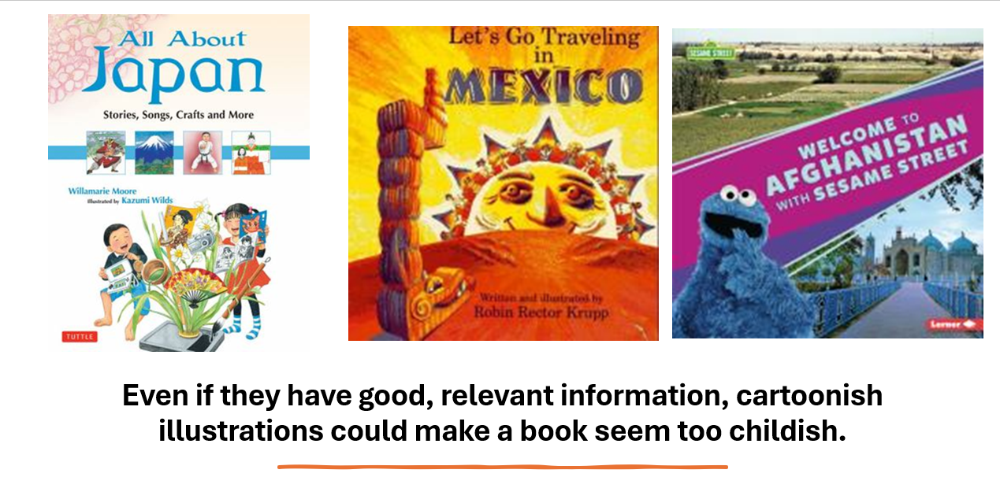 All About
Japan
Stories, Songs, Crafts and More
Willamarie Moore
Illustrated by Kazumi Wilds
TUTTLE
Let's Go Traveling
in
MEXICO
Written and illustrated by
Robin Rector Krupp
SESAME STREET
WELCOME TO
AFGHANISTAN
WITH SESAME STREET
Lerner
Even if they have good, relevant information, cartoonish
illustrations could make a book seem too childish.